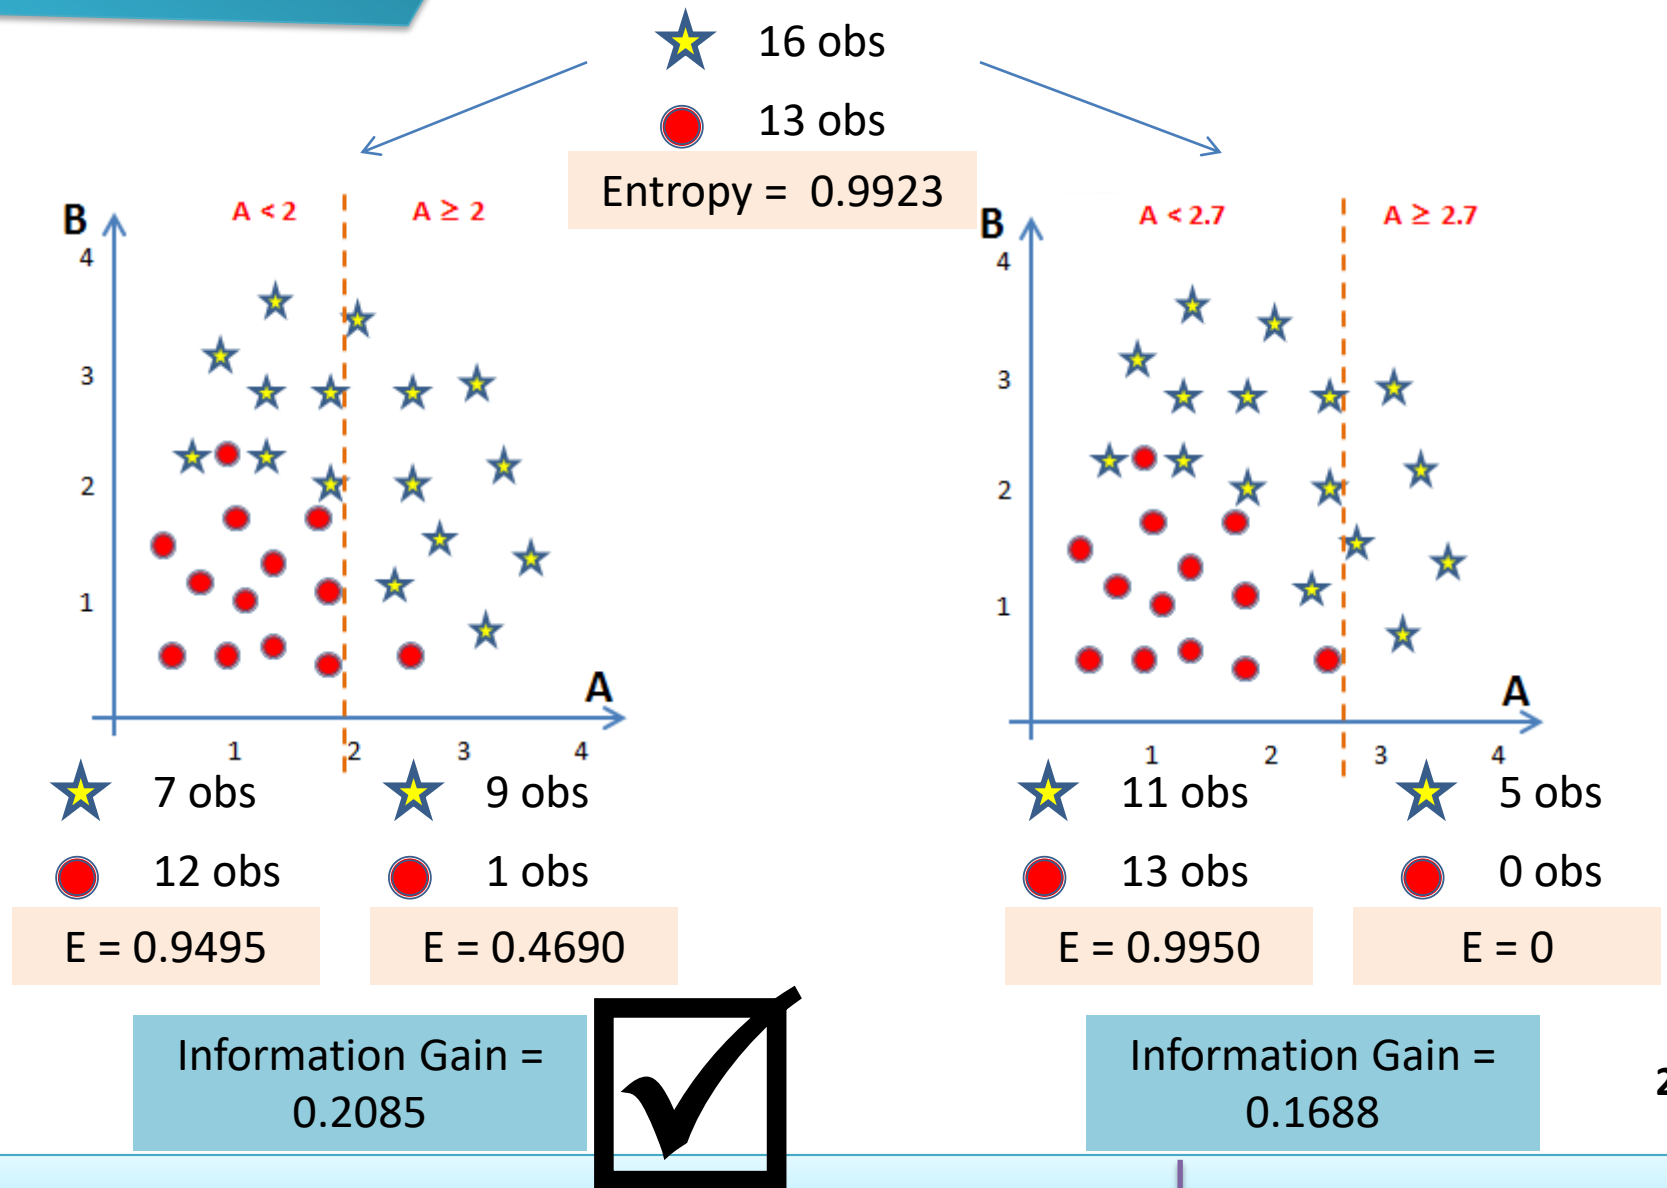 16 obs
13 obs
Entropy = 0.9923
A < 2
A ≥ 2
B
4
3
2
1
A
1
2
3
4
A < 2.7
A ≥ 2.7
B
4
3
2
1
A
1
2
3
4
7 obs
9 obs
12 obs
1 obs
E = 0.9495
E = 0.4690
11 obs
5 obs
13 obs
0 obs
E = 0.9950
E = 0
Information Gain =
0.2085
Information Gain =
0.1688